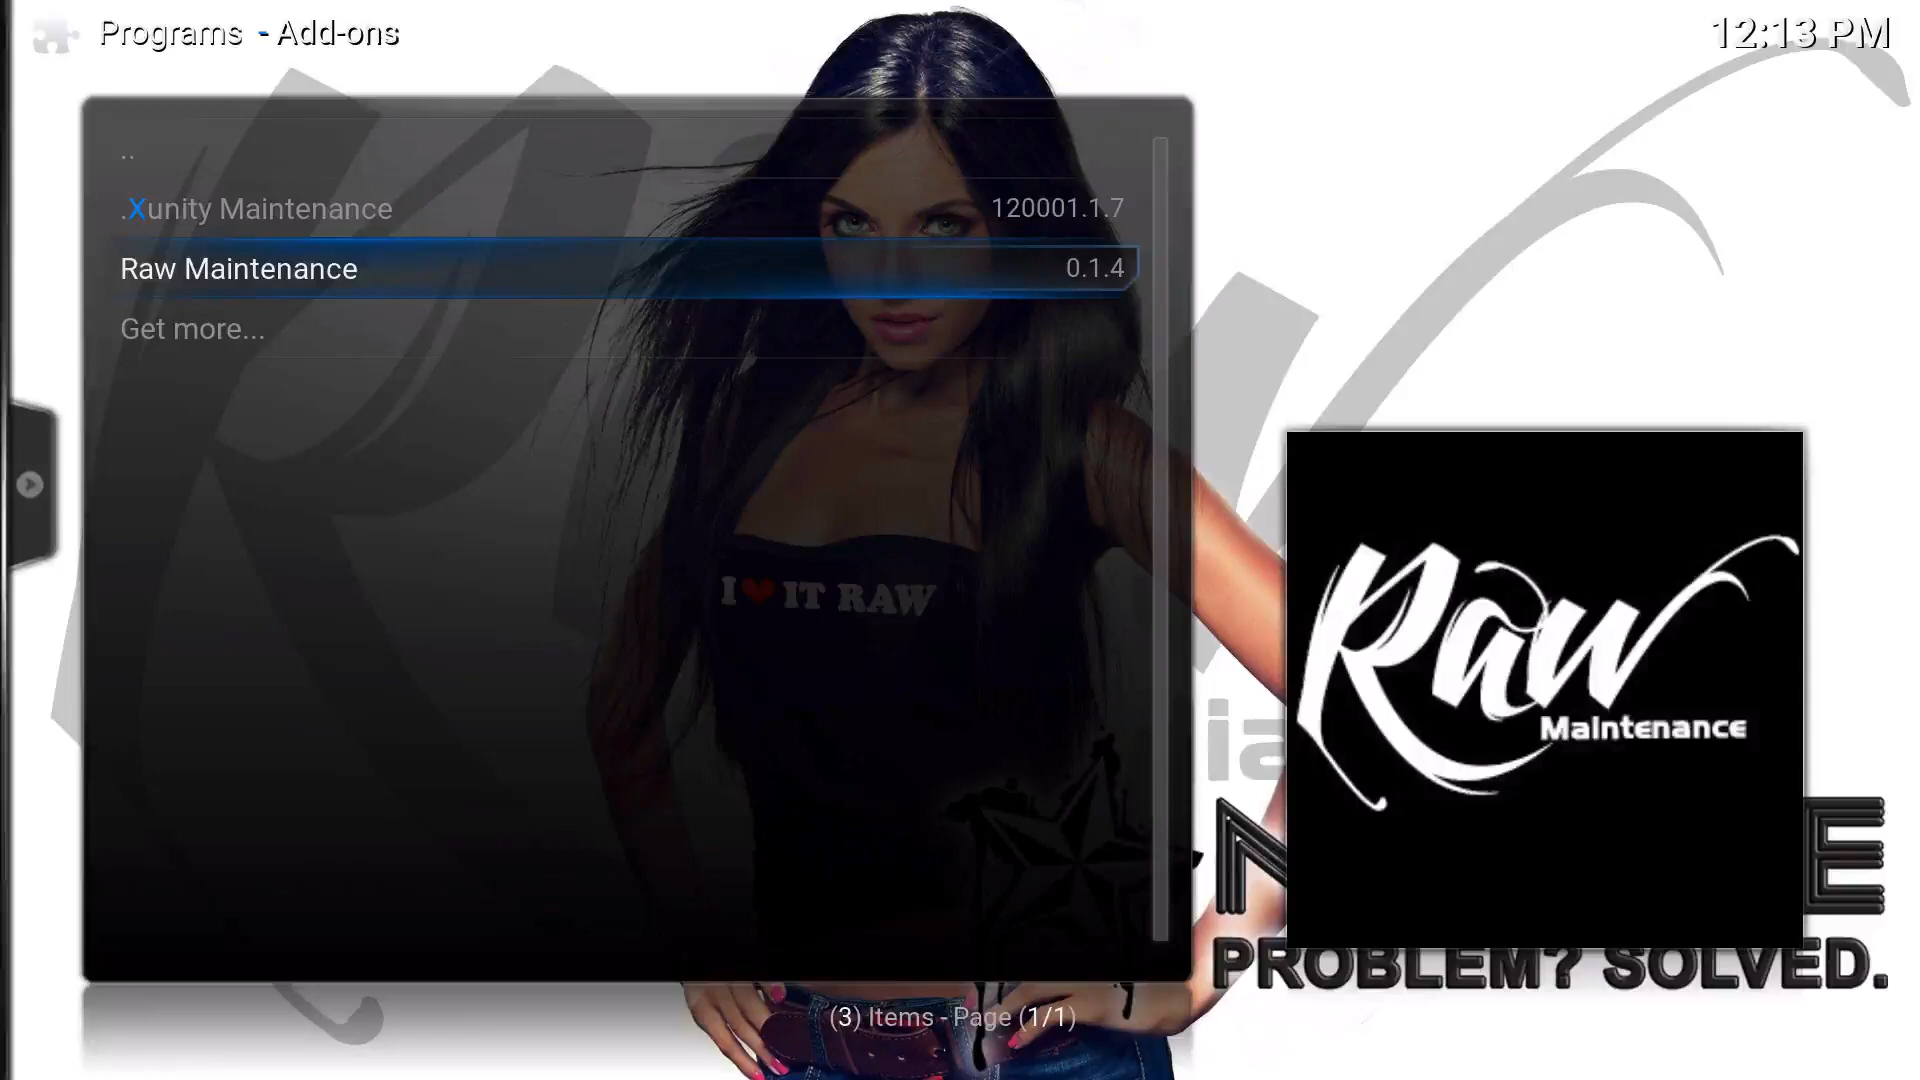 Programs - Add-ons
12:13 PM
..
.Xunity Maintenance 120001.1.7
Raw Maintenance 0.1.4
Get more...
I ❤ IT RAW
Raw
Maintenance
PROBLEM? SOLVED.
(3) Items - Page (1/1)